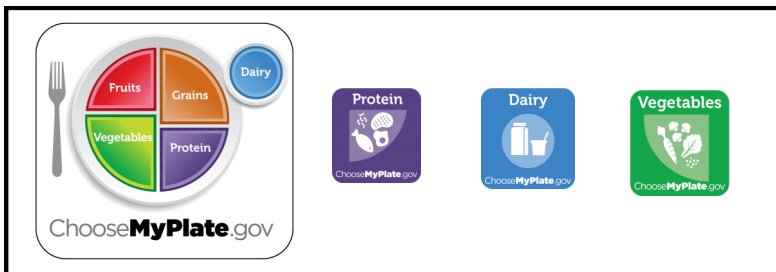 Fruits
Grains
Dairy
Vegetables
Protein
ChooseMyPlate.gov
Protein
ChooseMyPlate.gov
Dairy
ChooseMyPlate.gov
Vegetables
ChooseMyPlate.gov